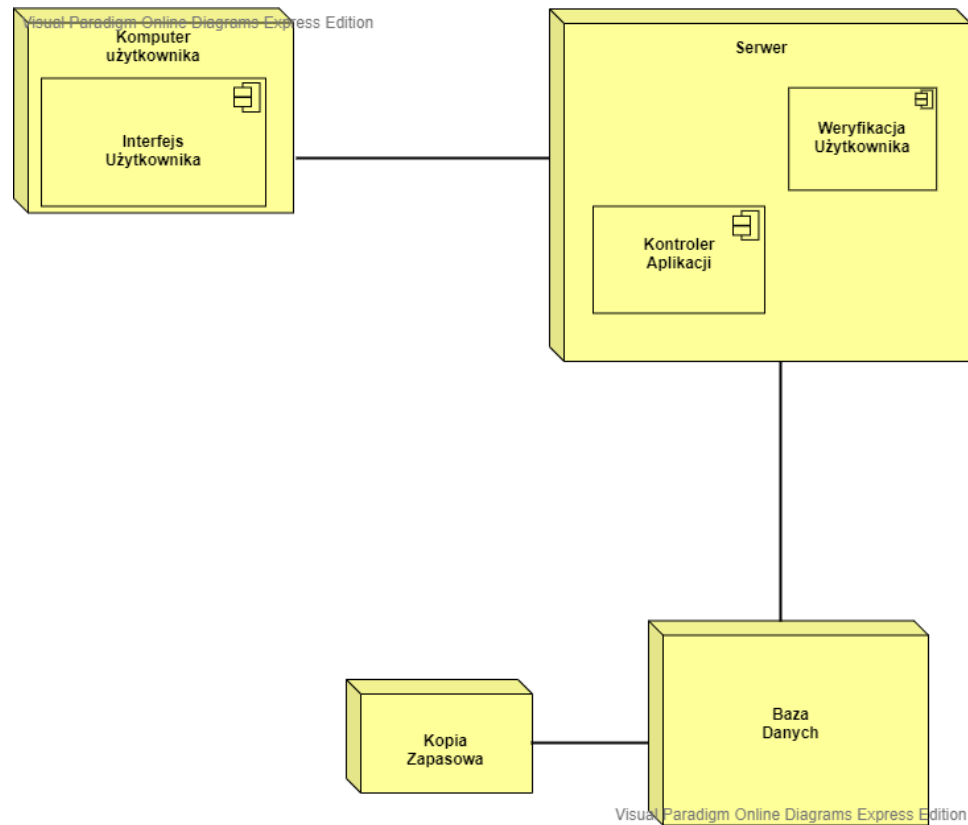 Visual Paradigm Online Diagrams Express Edition
Komputer
użytkownika
Interfejs
Użytkownika
Serwer
Weryfikacja
Użytkownika
Kontroler
Aplikacji
Baza
Danych
Kopia
Zapasowa
Visual Paradigm Online Diagrams Express Edition